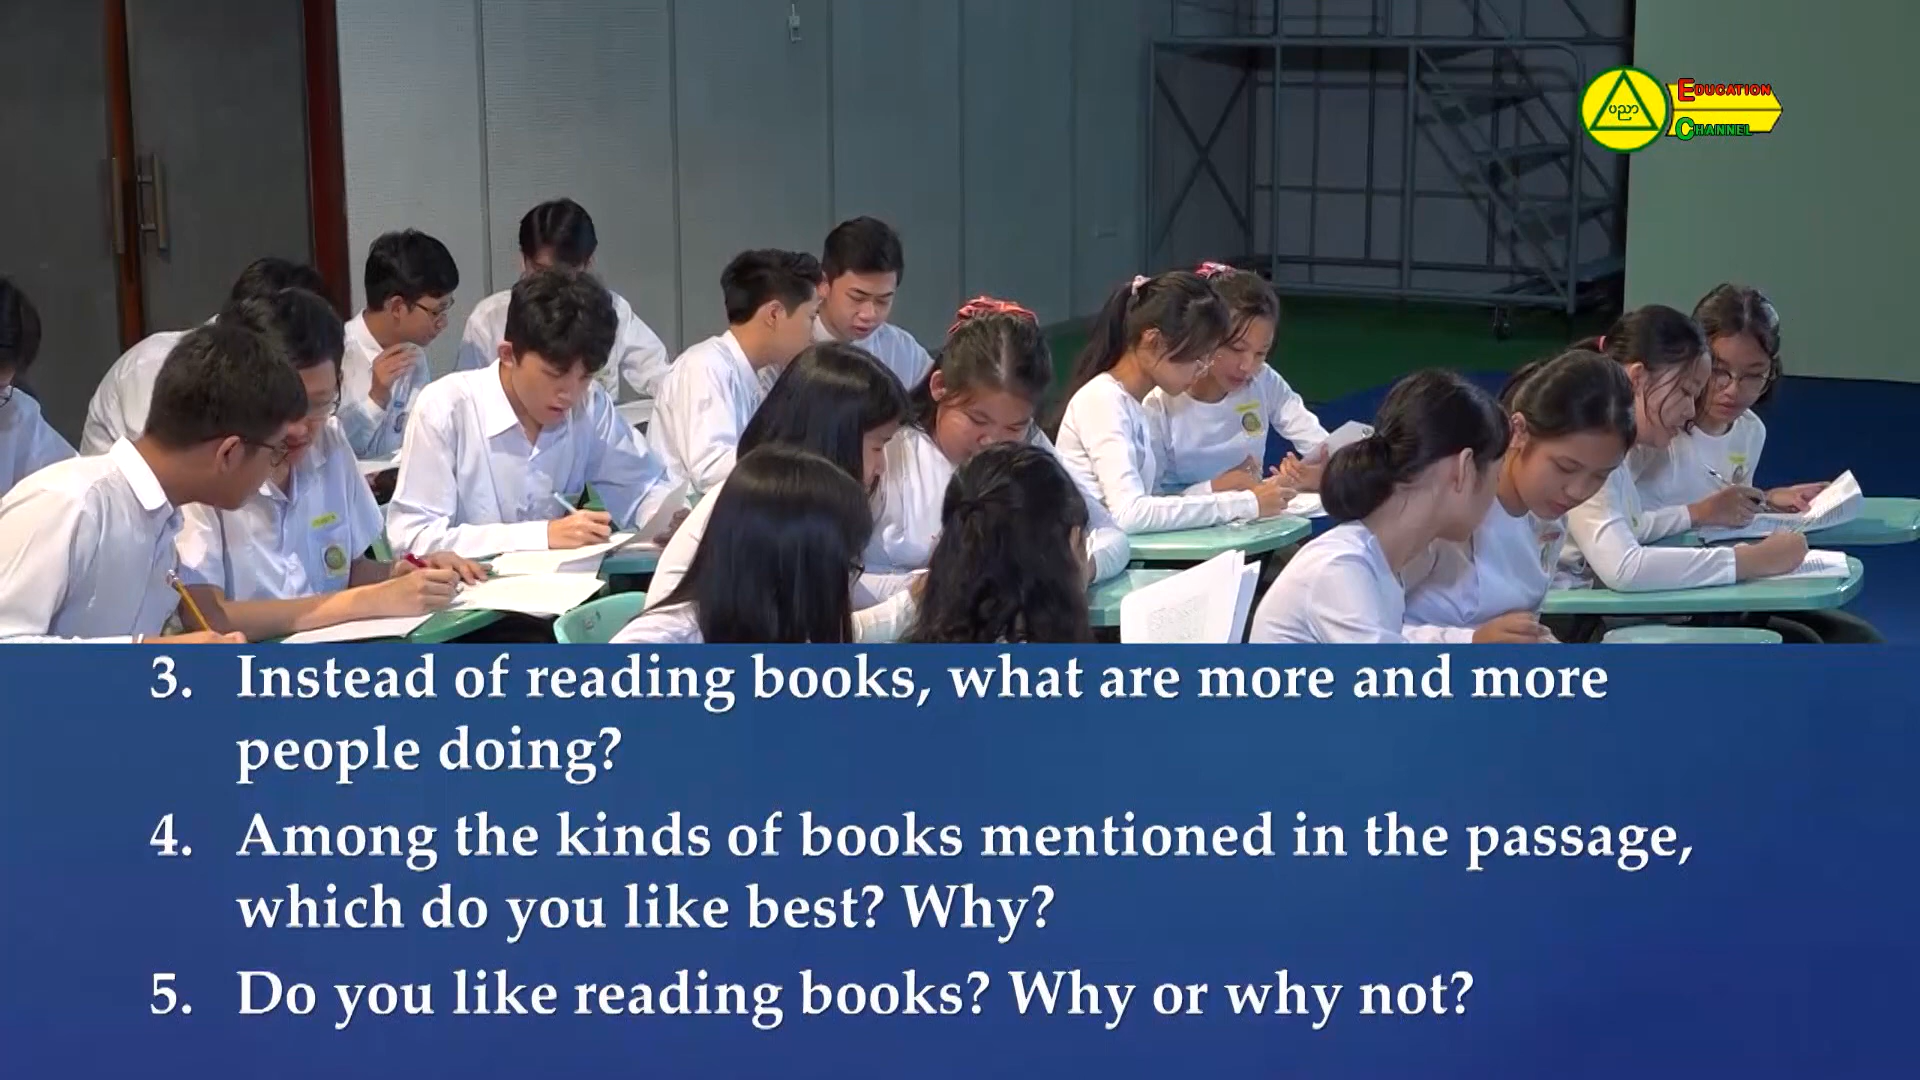 ပညာ
EDUCATION
CHANNEL
3. Instead of reading books, what are more and more
people doing?
4. Among the kinds of books mentioned in the passage,
which do you like best? Why?
5. Do you like reading books? Why or why not?